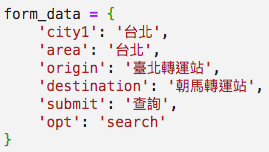 form_data = {
    'city1': '台北',
    'area': '台北',
    'origin': '臺北轉運站',
    'destination': '朝馬轉運站',
    'submit': '查詢',
    'opt': 'search'
}